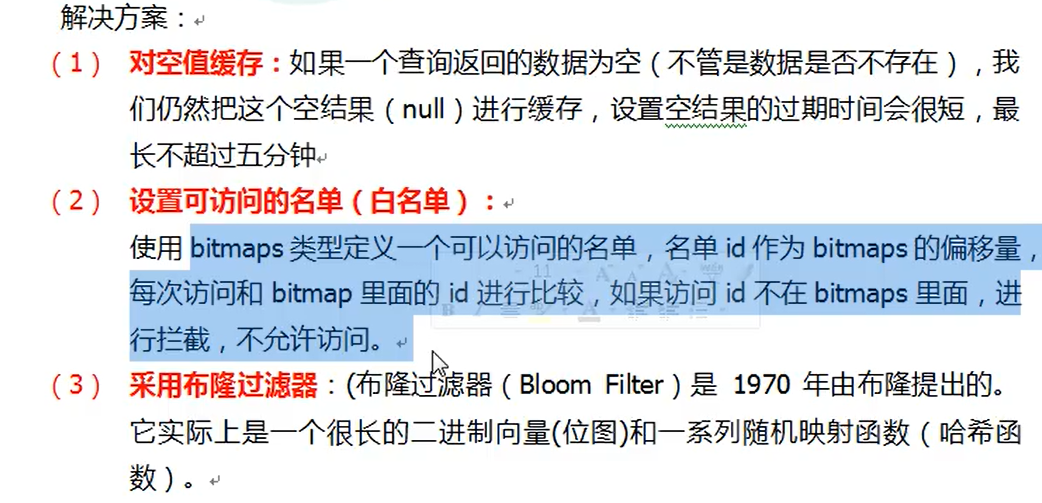 解决方案：
（1） 对空值缓存：如果一个查询返回的数据为空（不管是数据是否不存在），我
们仍然把这个空结果（null）进行缓存，设置空结果的过期时间会很短，最
长不超过五分钟
（2） 设置可访问的名单（白名单）：
使用 bitmaps 类型定义一个可以访问的名单，名单 id 作为 bitmaps 的偏移量，
每次访问和 bitmap 里面的 id 进行比较，如果访问 id 不在 bitmaps 里面，进
行拦截，不允许访问。
（3） 采用布隆过滤器：(布隆过滤器（Bloom Filter）是 1970 年由布隆提出的。
它实际上是一个很长的二进制向量(位图)和一系列随机映射函数（哈希函
数）。